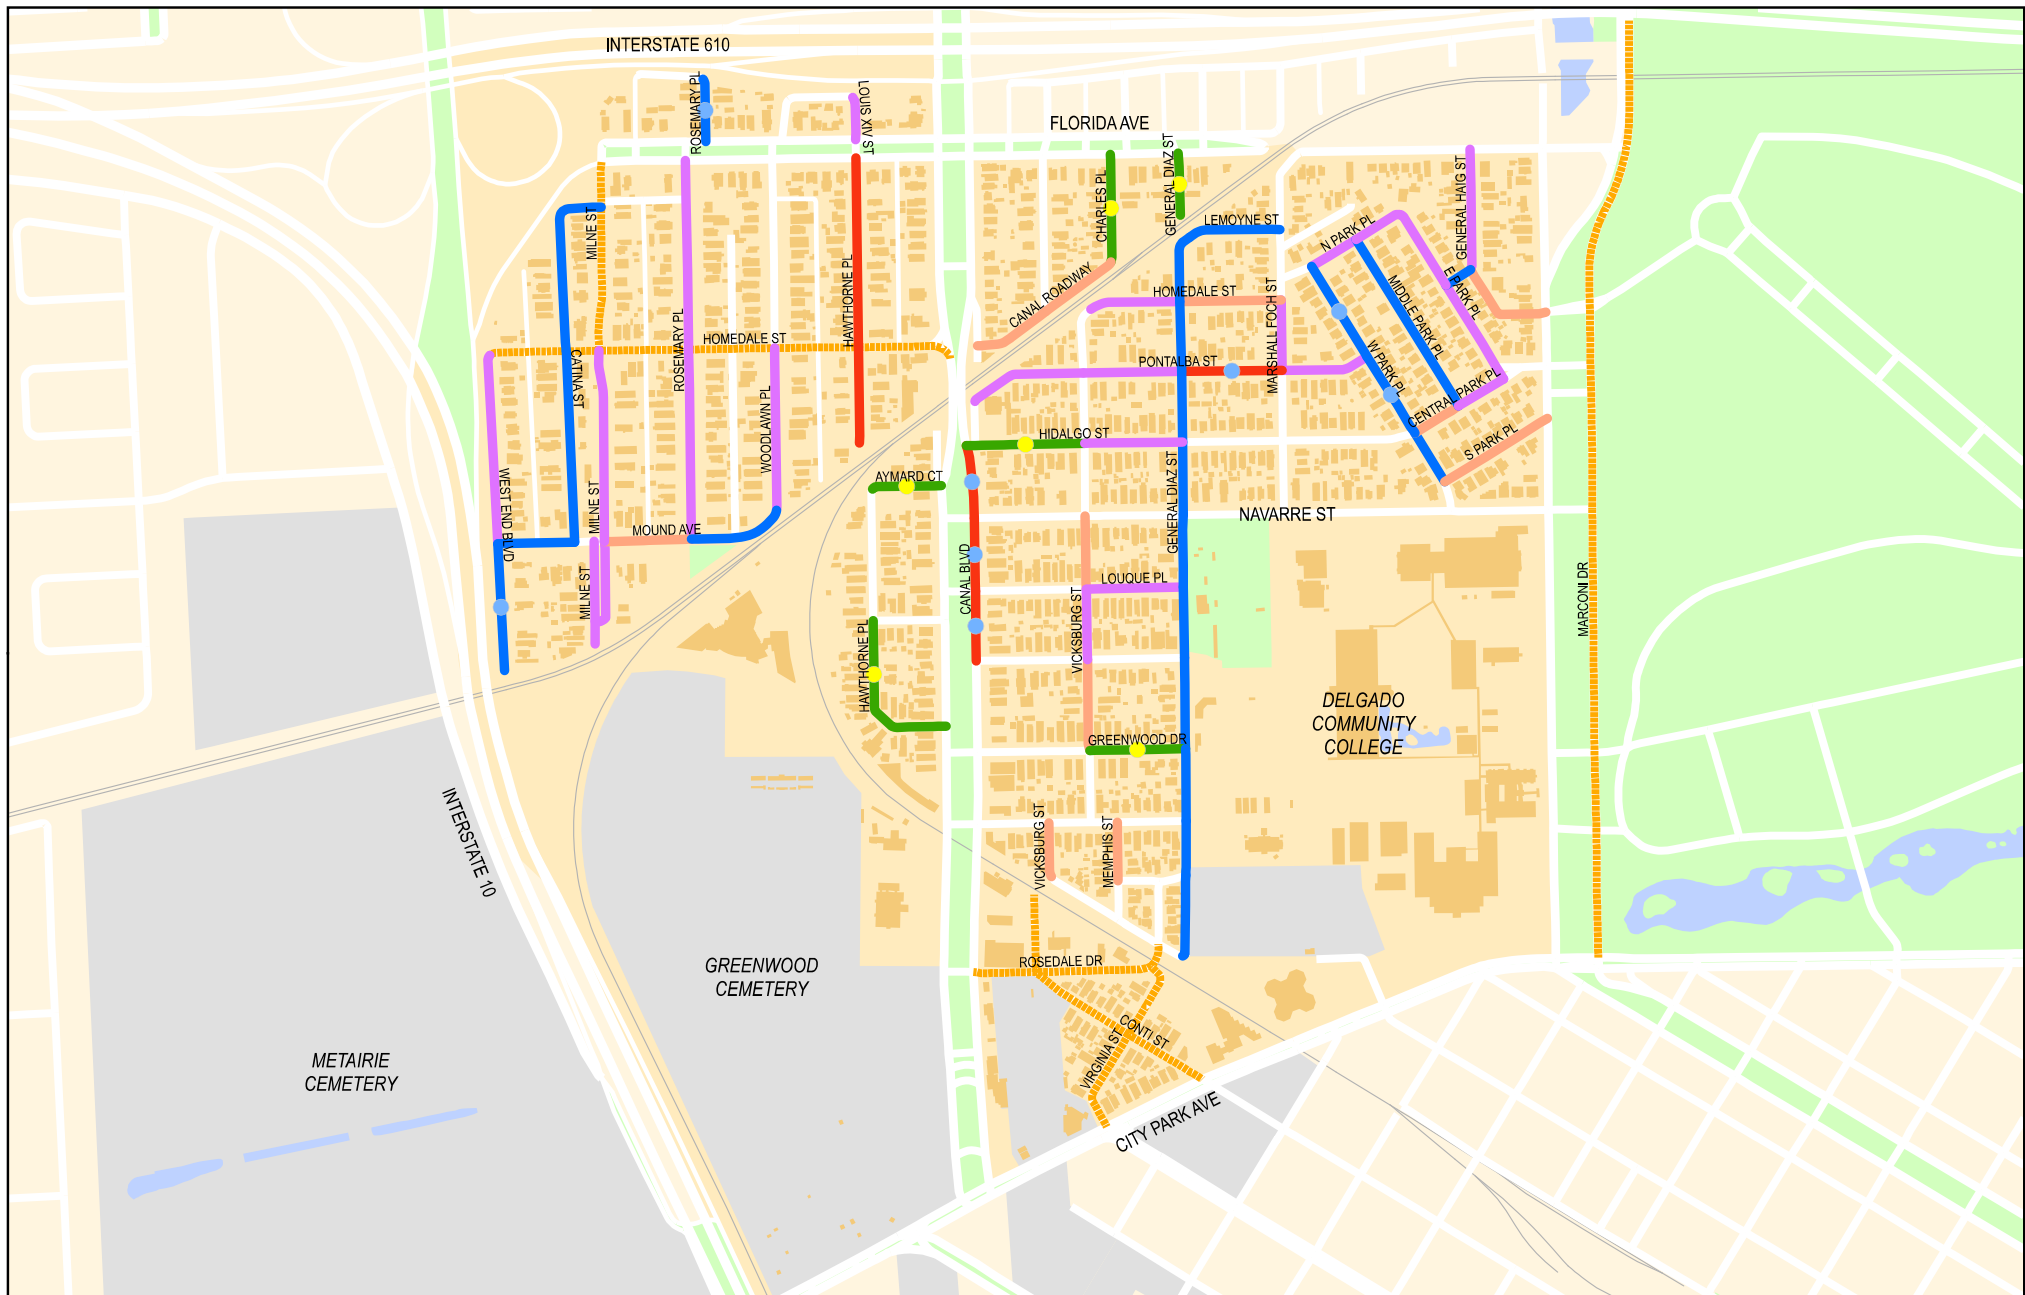 INTERSTATE 610
ROSEMARY PL
LOUIS XIV ST
FLORIDA AVE
GENERAL DIAZ ST
CHARLES PL
GENERAL HAIG ST
LEMOYNE ST
N PARK PL
MILNE ST
HAWTHORNE PL
CANAL ROADWAY
HOMEDALE ST
MARSHALL FOCH ST
MIDDLE PARK PL
E PARK PL
HOMEDALE ST
ROSEMARY PL
CATINA ST
PONTALBA ST
W PARK PL
CENTRAL PARK PL
WOODLAWN PL
HIDALGO ST
S PARK PL
AYMARD CT
WEST END BLVD
MILNE ST
MOUND AVE
GENERAL DIAZ ST
NAVARRE ST
CANAL BLVD
MILNE ST
LOUQUE PL
VICKSBURG ST
MARCONI DR
HAWTHORNE PL
DELGADO
COMMUNITY
COLLEGE
GREENWOOD DR
INTERSTATE 10
VICKSBURG ST
MEMPHIS ST
GREENWOOD
CEMETERY
ROSEDALE DR
CONTI ST
VIRGINIA ST
METAIRIE
CEMETERY
CITY PARK AVE